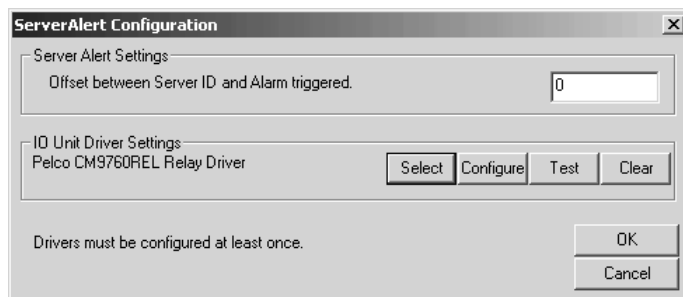 ServerAlert Configuration
Server Alert Settings
Offset between Server ID and Alarm triggered.
0
IO Unit Driver Settings
Pelco CM9760REL Relay Driver
Select Configure Test Clear
Drivers must be configured at least once.
OK
Cancel